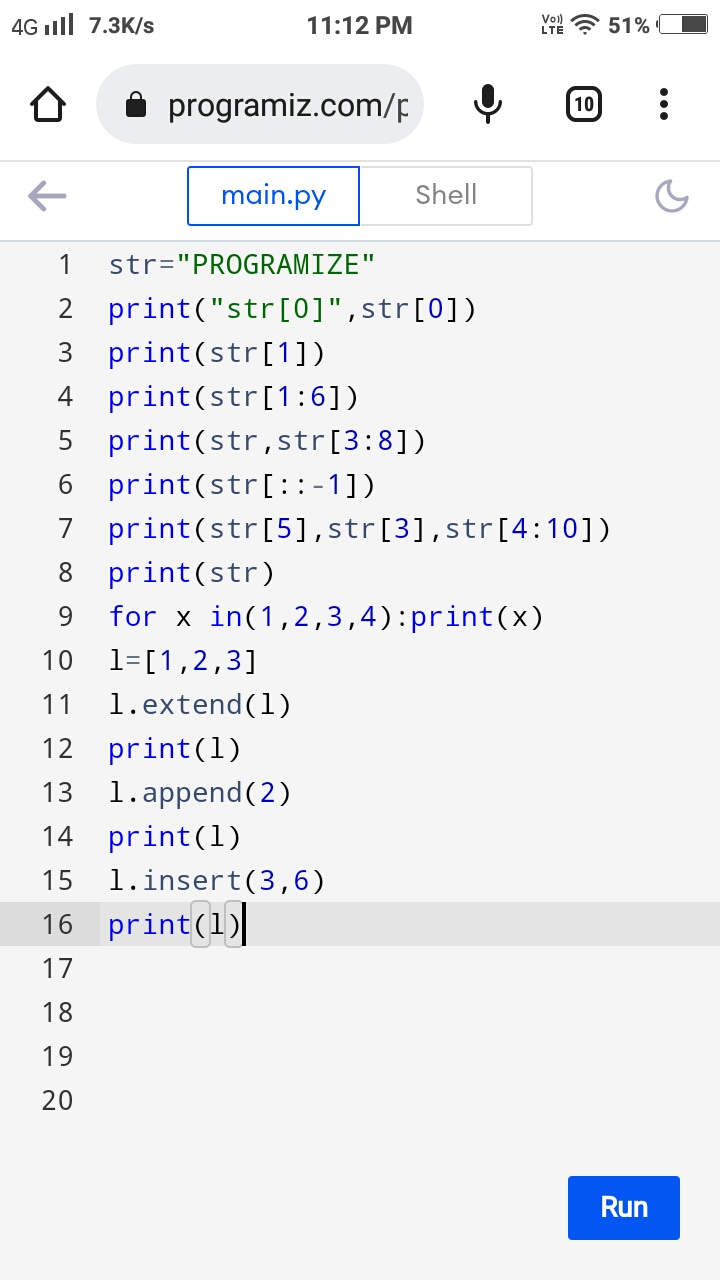 4G 7.3K/s 11:12 PM Vo)) LTE 51%
programiz.com/p 10
main.py Shell
1 str="PROGRAMIZE"
2 print("str[0]",str[0])
3 print(str[1])
4 print(str[1:6])
5 print(str,str[3:8])
6 print(str[::-1])
7 print(str[5],str[3],str[4:10])
8 print(str)
9 for x in(1,2,3,4):print(x)
10 l=[1,2,3]
11 l.extend(l)
12 print(l)
13 l.append(2)
14 print(l)
15 l.insert(3,6)
16 print(l)
17
18
19
20
Run